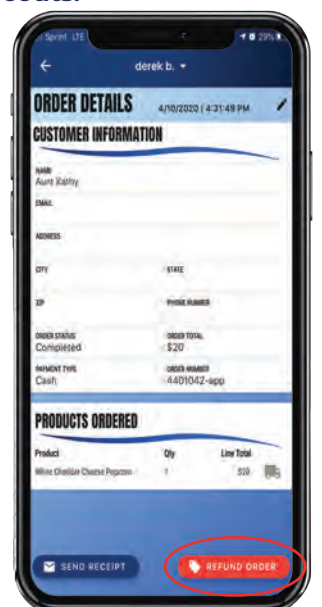 Sprint LTE 29%
derek b.
ORDER DETAILS 4/10/2020 | 4:31:49 PM
CUSTOMER INFORMATION
NAME
Aunt Kathy
EMAIL
ADDRESS
CITY STATE
ZIP PHONE NUMBER
ORDER STATUS ORDER TOTAL
Completed $20
PAYMENT TYPE ORDER NUMBER
Cash 4401042-app
PRODUCTS ORDERED
Product Qty Line Total
White Cheddar Cheese Popcorn 1 $20
SEND RECEIPT REFUND ORDER